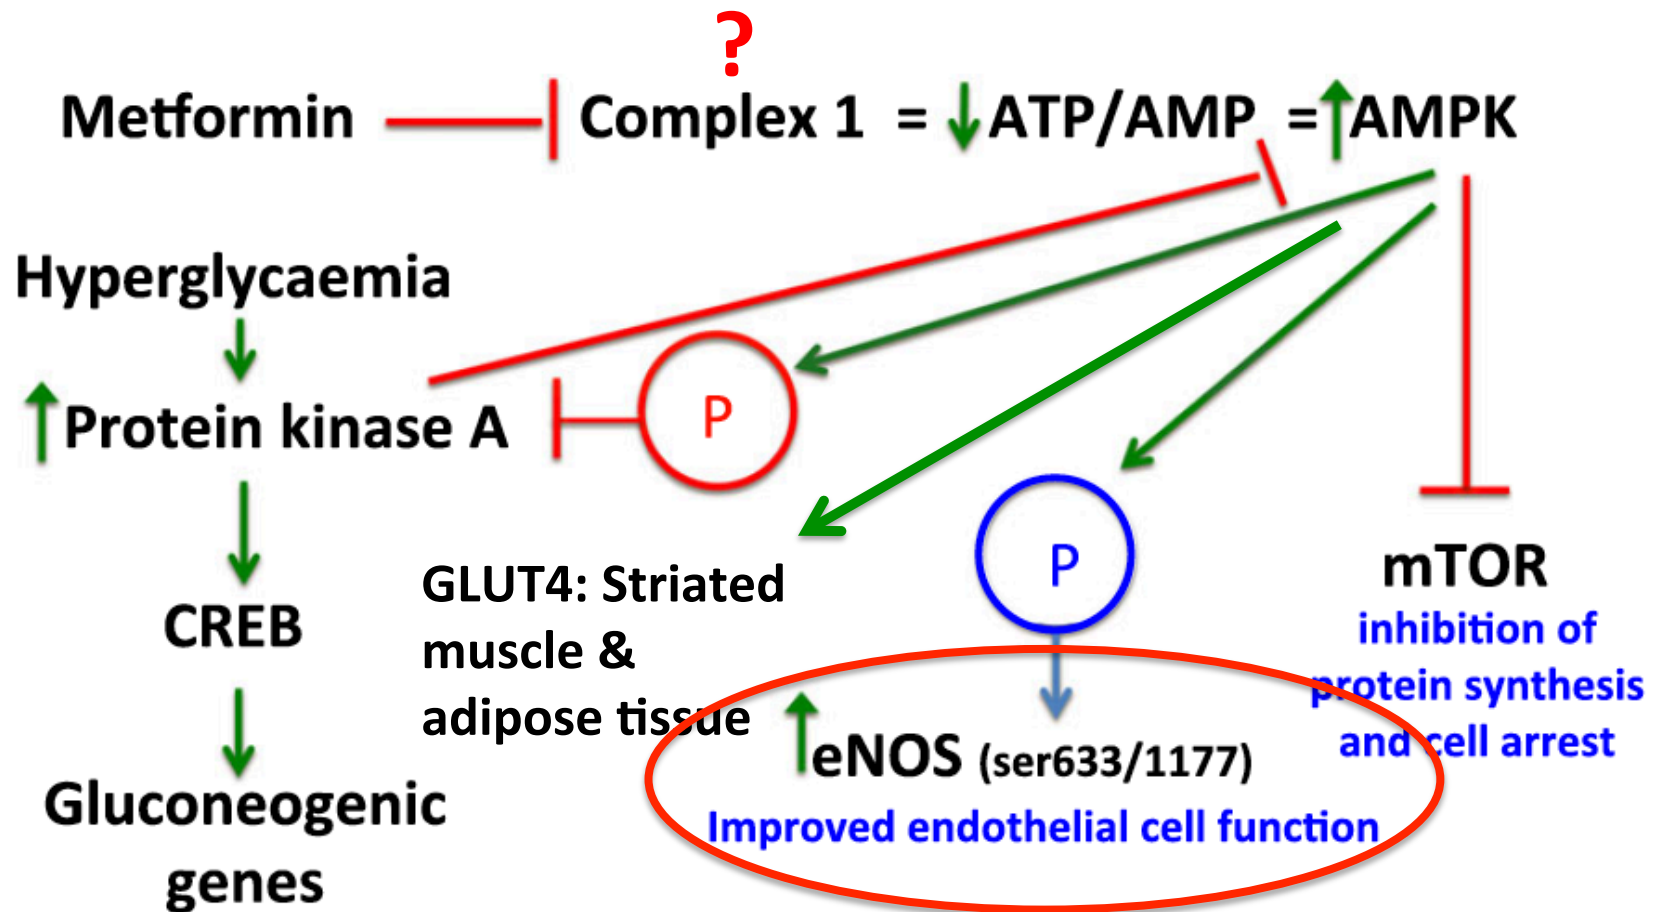 ?
Metformin
Complex 1 = ATP/AMP = AMPK
Hyperglycaemia
Protein kinase A
P
CREB
GLUT4: Striated
muscle &
adipose tissue
P
mTOR
inhibition of
protein synthesis
and cell arrest
eNOS (ser633/1177)
Improved endothelial cell function
Gluconeogenic
genes